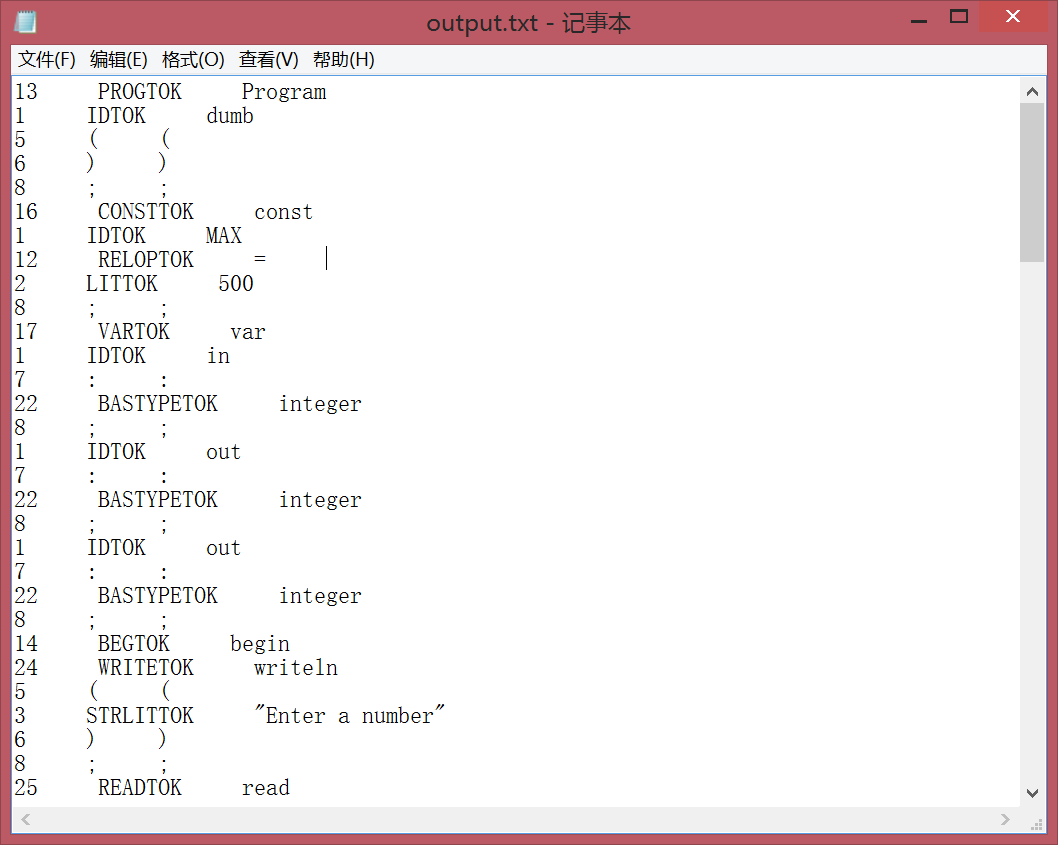 output.txt - 记事本
文件(F) 编辑(E) 格式(O) 查看(V) 帮助(H)
13 PROGTOK Program
1 IDTOK dumb
5 ( (
6 ) )
8 ; ;
16 CONSTTOK const
1 IDTOK MAX
12 RELOPTOK =
2 LITTOK 500
8 ; ;
17 VARTOK var
1 IDTOK in
7 : :
22 BASTYPETOK integer
8 ; ;
1 IDTOK out
7 : :
22 BASTYPETOK integer
8 ; ;
1 IDTOK out
7 : :
22 BASTYPETOK integer
8 ; ;
14 BEGTOK begin
24 WRITETOK writeln
5 ( (
3 STRLITTOK "Enter a number"
6 ) )
8 ; ;
25 READTOK read